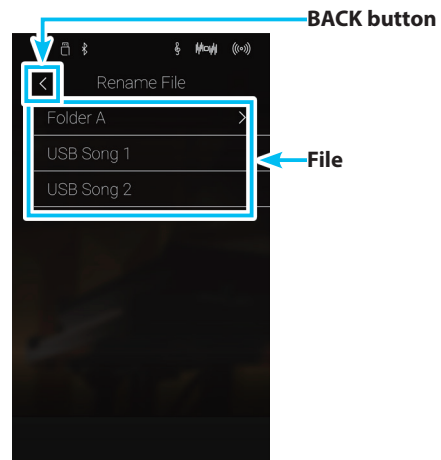 BACK button
Rename File
Folder A
USB Song 1
File
USB Song 2